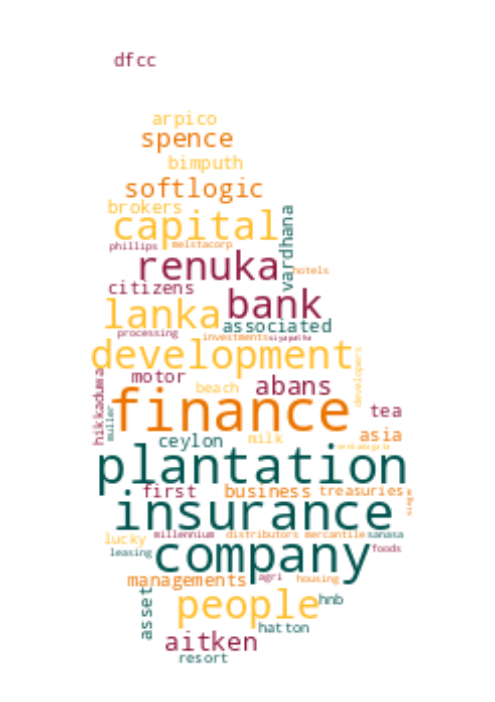 dfcc
arpico
spence
bimputh
softlogic
brokers
capital
vardhana
phillips melstacorp
renuka
hotels
citizens
bank
lanka
associated
processing investments siyapatha
development
developers
motor
hikkaduwa
beach abans
finance
tea
muller
ceylon milk asia
plantation
first business treasuries
insurance
millennium distributors mercantile sanasa
lucky
leasing company foods
managements agri housing
asset
people hnb
hatton
aitken
resort